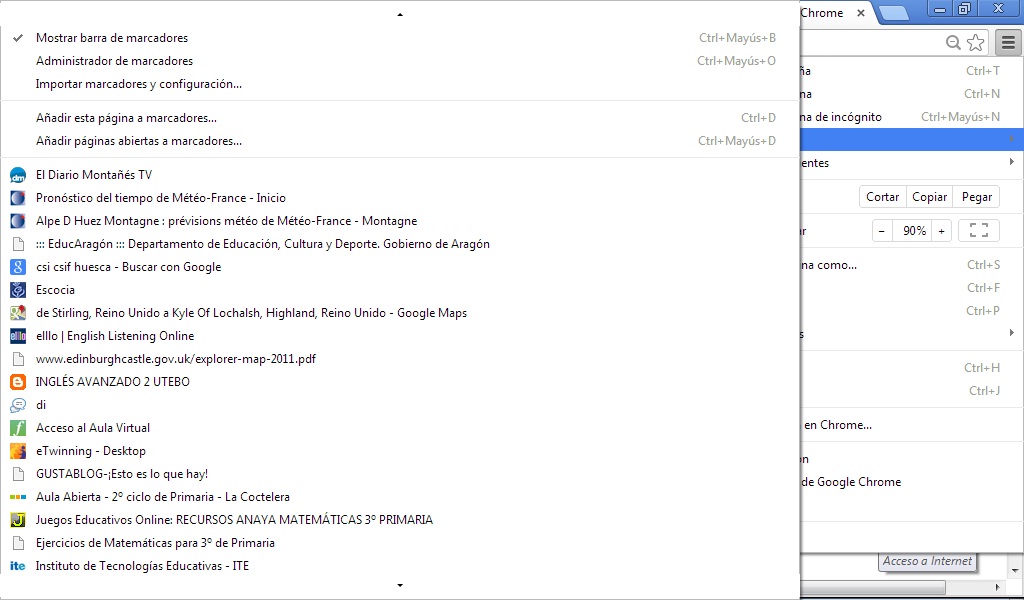 Mostrar barra de marcadores Ctrl+Mayús+B
Administrador de marcadores Ctrl+Mayús+O
Importar marcadores y configuración...
Añadir esta página a marcadores... Ctrl+D
Añadir páginas abiertas a marcadores... Ctrl+Mayús+D
El Diario Montañés TV
Pronóstico del tiempo de Météo-France - Inicio
Alpe D Huez Montagne : prévisions météo de Météo-France - Montagne
::: EducAragón ::: Departamento de Educación, Cultura y Deporte. Gobierno de Aragón
csi csif huesca - Buscar con Google
Escocia
de Stirling, Reino Unido a Kyle Of Lochalsh, Highland, Reino Unido - Google Maps
elllo | English Listening Online
www.edinburghcastle.gov.uk/explorer-map-2011.pdf
INGLÉS AVANZADO 2 UTEBO
di
Acceso al Aula Virtual
eTwinning - Desktop
GUSTABLOG-¡Esto es lo que hay!
Aula Abierta - 2º ciclo de Primaria - La Coctelera
Juegos Educativos Online: RECURSOS ANAYA MATEMÁTICAS 3º PRIMARIA
Ejercicios de Matemáticas para 3º de Primaria
ite Instituto de Tecnologías Educativas - ITE
Chrome
ña Ctrl+T
na Ctrl+N
na de incógnito Ctrl+Mayús+N
entes
Cortar Copiar Pegar
ar - 90% +
na como... Ctrl+S
Ctrl+F
Ctrl+P
s
Ctrl+H
Ctrl+J
en Chrome...
ón
de Google Chrome
Acceso a Internet